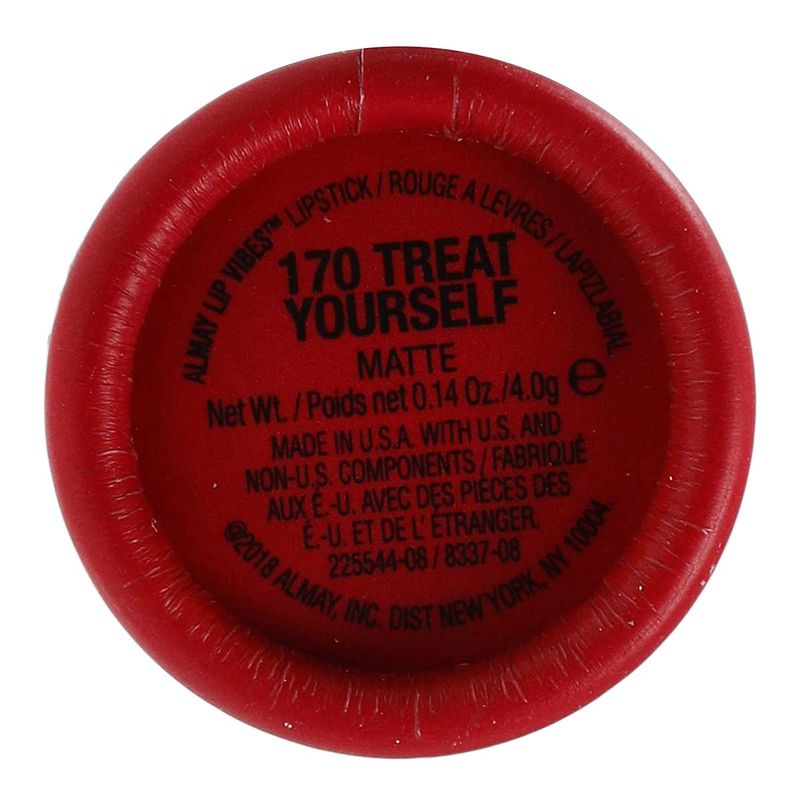 ALMAY LIP VIBES™ LIPSTICK / ROUGE A LEVRES / LAPIZLABIAL
170 TREAT
YOURSELF
MATTE
Net Wt. / Poids net 0.14 Oz./4.0g ℮
MADE IN U.S.A. WITH U.S. AND
NON-U.S. COMPONENTS / FABRIQUÉ
AUX É.-U. AVEC DES PIÈCES DES
É.-U. ET DE L' ÉTRANGER.
225544-08 / 8337-08
@2018 ALMAY, INC. DIST NEW YORK, NY 10004.